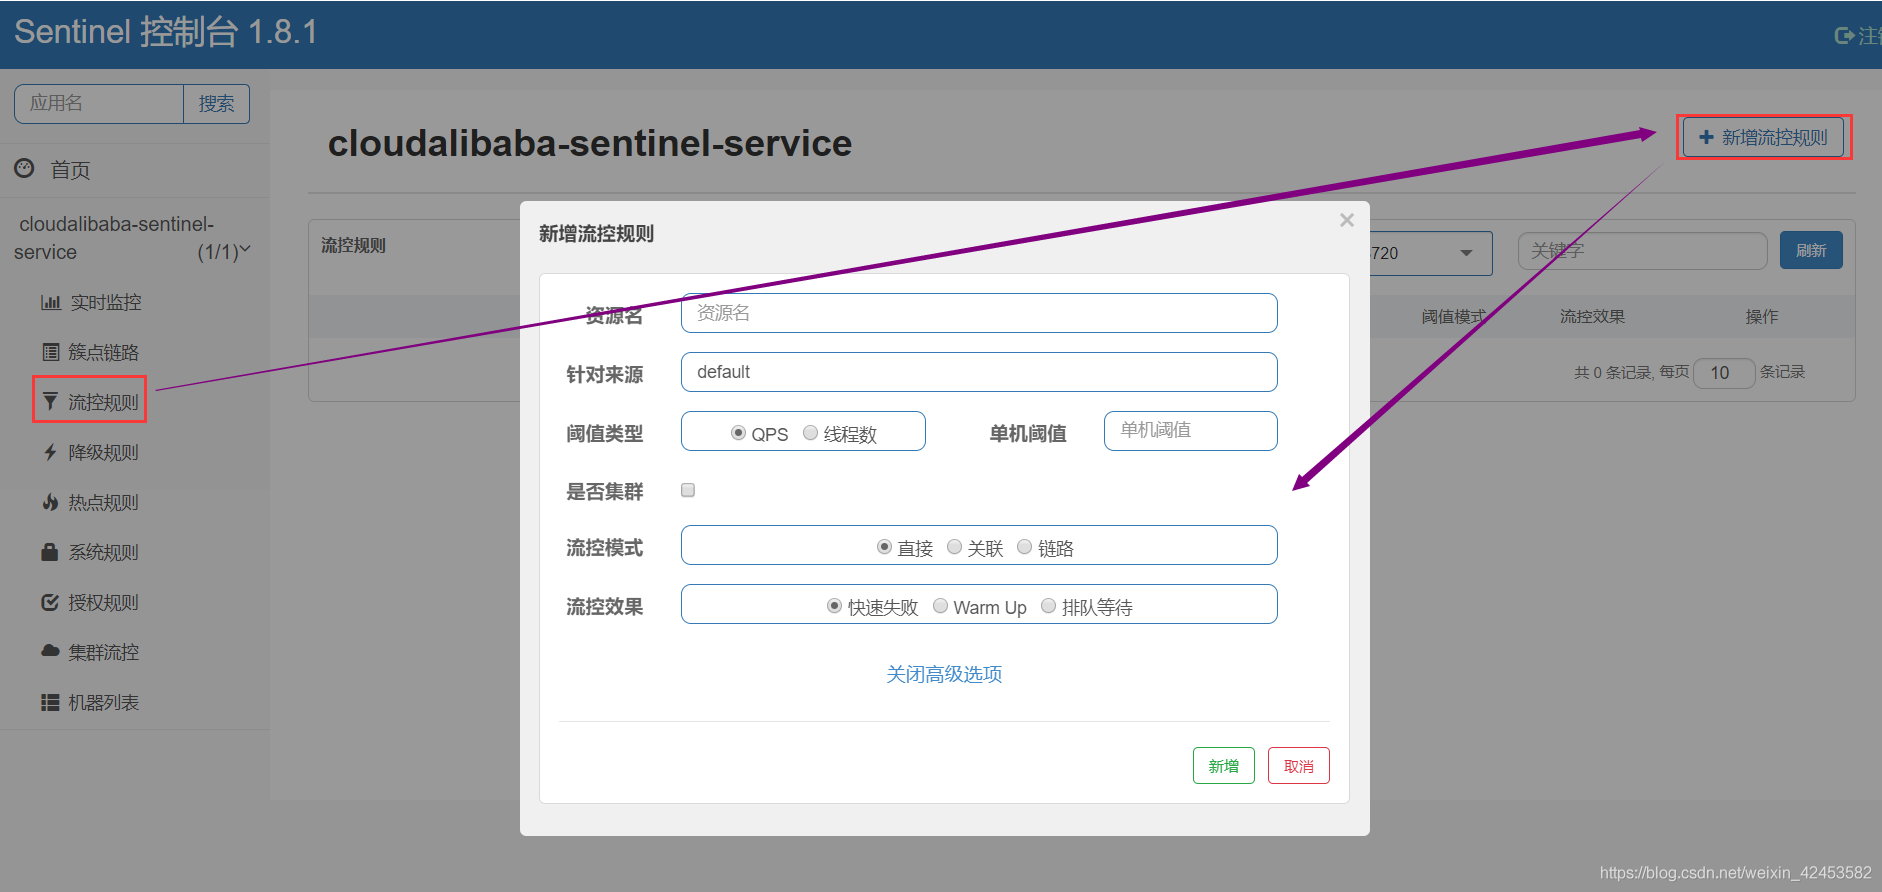 Sentinel 控制台 1.8.1
注销
应用名
搜索
首页
cloudalibaba-sentinel-
service
(1/1)
实时监控
簇点链路
流控规则
降级规则
热点规则
系统规则
授权规则
集群流控
机器列表
cloudalibaba-sentinel-service
新增流控规则
流控规则
720
关键字
刷新
阈值模式
流控效果
操作
共 0 条记录, 每页
10
条记录
新增流控规则
×
资源名
资源名
针对来源
default
阈值类型
QPS
线程数
单机阈值
单机阈值
是否集群
流控模式
直接
关联
链路
流控效果
快速失败
Warm Up
排队等待
关闭高级选项
新增
取消
https://blog.csdn.net/weixin_42453582